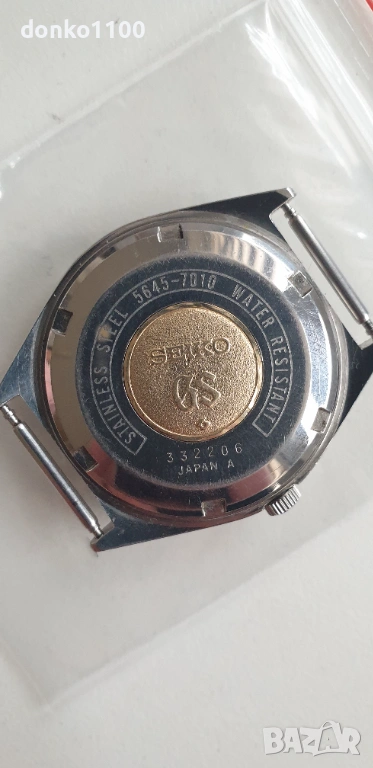 donko1100
STAINLESS STEEL 5645-7010 WATER RESISTANT
SEIKO
GS
332206
JAPAN A
BAZAR